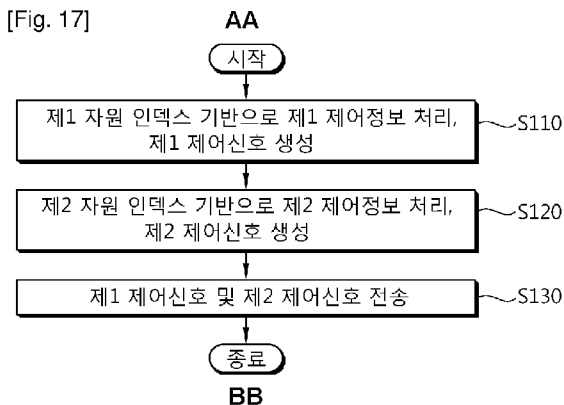 [Fig. 17]
AA
시작
제1 자원 인덱스 기반으로 제1 제어정보 처리,
제1 제어신호 생성
S110
제2 자원 인덱스 기반으로 제2 제어정보 처리,
제2 제어신호 생성
S120
제1 제어신호 및 제2 제어신호 전송
S130
종료
BB